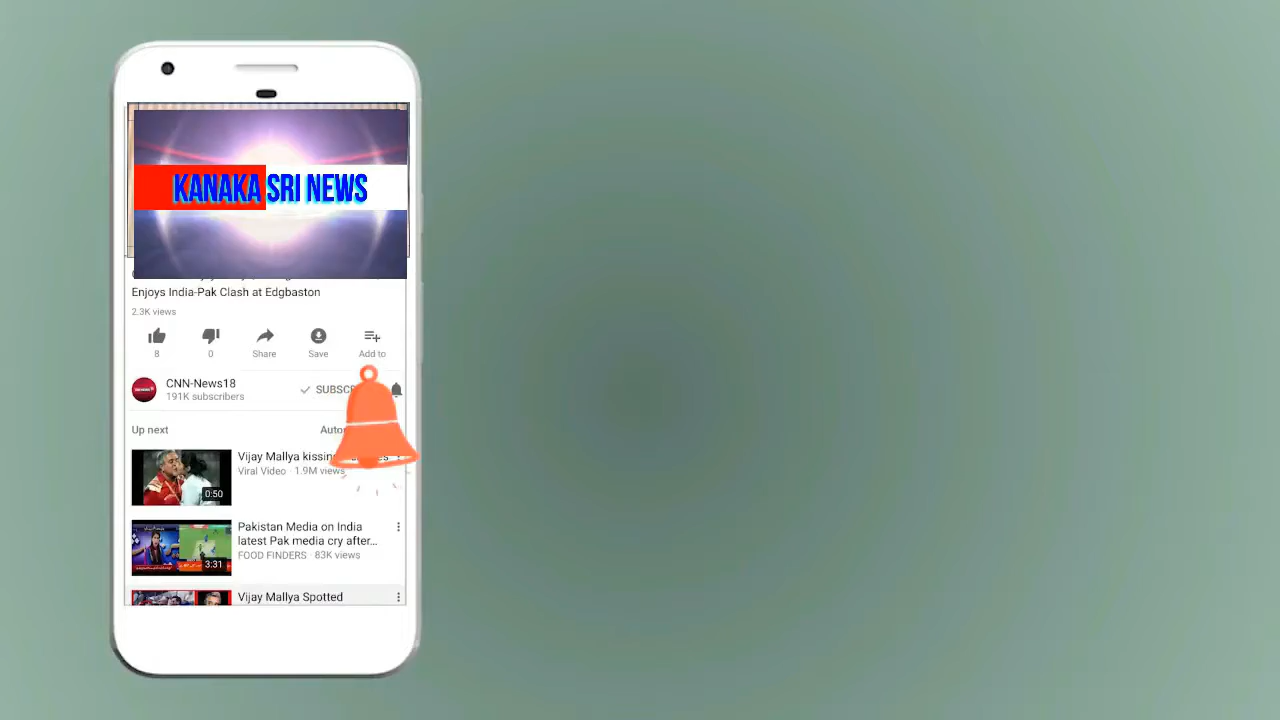 KANAKA SRI NEWS
Enjoys India-Pak Clash at Edgbaston
2.3K views
8
0
Share
Save
Add to
CNN-News18
191K subscribers
Up next
Vijay Mallya
Viral Video · 1.9M views
0:50
Pakistan Media on India
latest Pak media cry after...
FOOD FINDERS · 83K views
3:31
Vijay Mallya Spotted